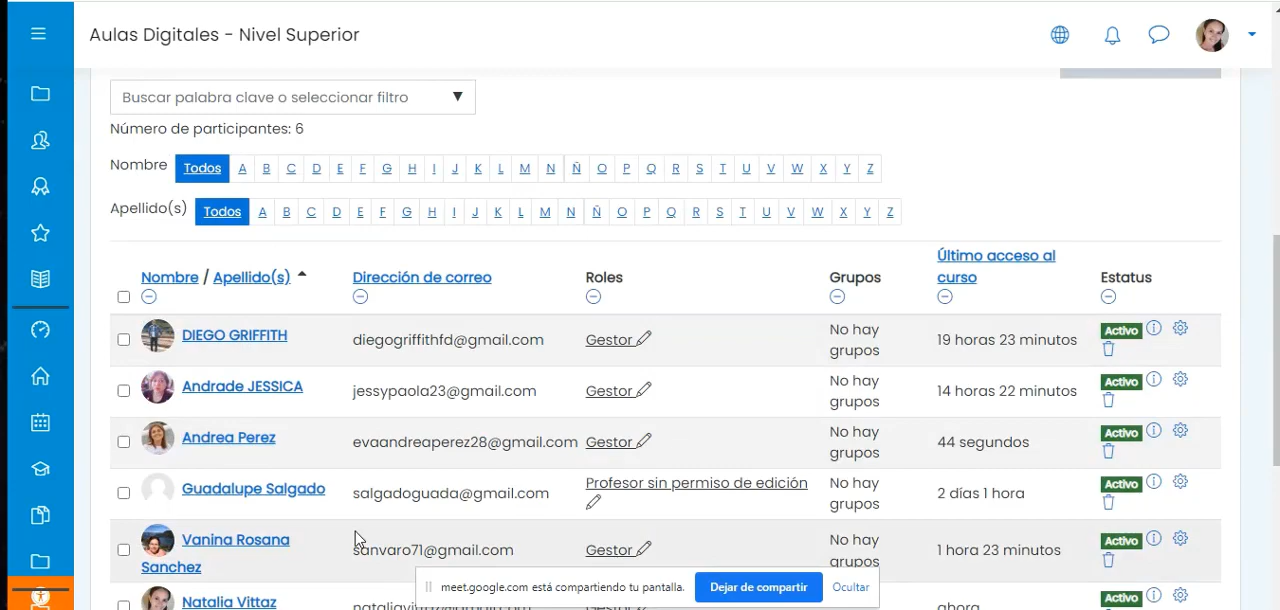 Aulas Digitales - Nivel Superior
Buscar palabra clave o seleccionar filtro ▼
Número de participantes: 6
Nombre Todos A B C D E F G H I J K L M N Ñ O P Q R S T U V W X Y Z
Apellido(s) Todos A B C D E F G H I J K L M N Ñ O P Q R S T U V W X Y Z
Nombre / Apellido(s) Dirección de correo Roles Grupos Último acceso al curso Estatus
DIEGO GRIFFITH diegogriffithfd@gmail.com Gestor No hay grupos 19 horas 23 minutos Activo
Andrade JESSICA jessypaola23@gmail.com Gestor No hay grupos 14 horas 22 minutos Activo
Andrea Perez evaandreaperez28@gmail.com Gestor No hay grupos 44 segundos Activo
Guadalupe Salgado salgadoguada@gmail.com Profesor sin permiso de edición No hay grupos 2 días 1 hora Activo
Vanina Rosana Sanchez sanvaro71@gmail.com Gestor No hay grupos 1 hora 23 minutos Activo
Natalia Vittaz ahora Activo
meet.google.com está compartiendo tu pantalla. Dejar de compartir Ocultar